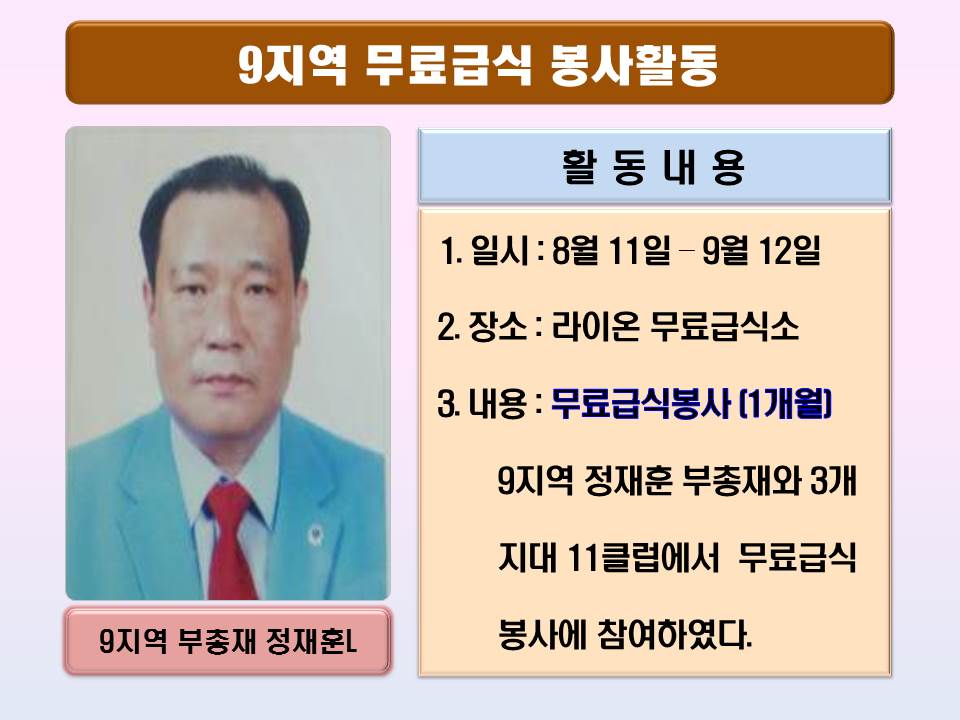 9지역 무료급식 봉사활동
활 동 내 용
1. 일시 : 8월 11일 – 9월 12일
2. 장소 : 라이온 무료급식소
3. 내용 : 무료급식봉사 (1개월)
9지역 정재훈 부총재와 3개
지대 11클럽에서 무료급식
봉사에 참여하였다.
9지역 부총재 정재훈L